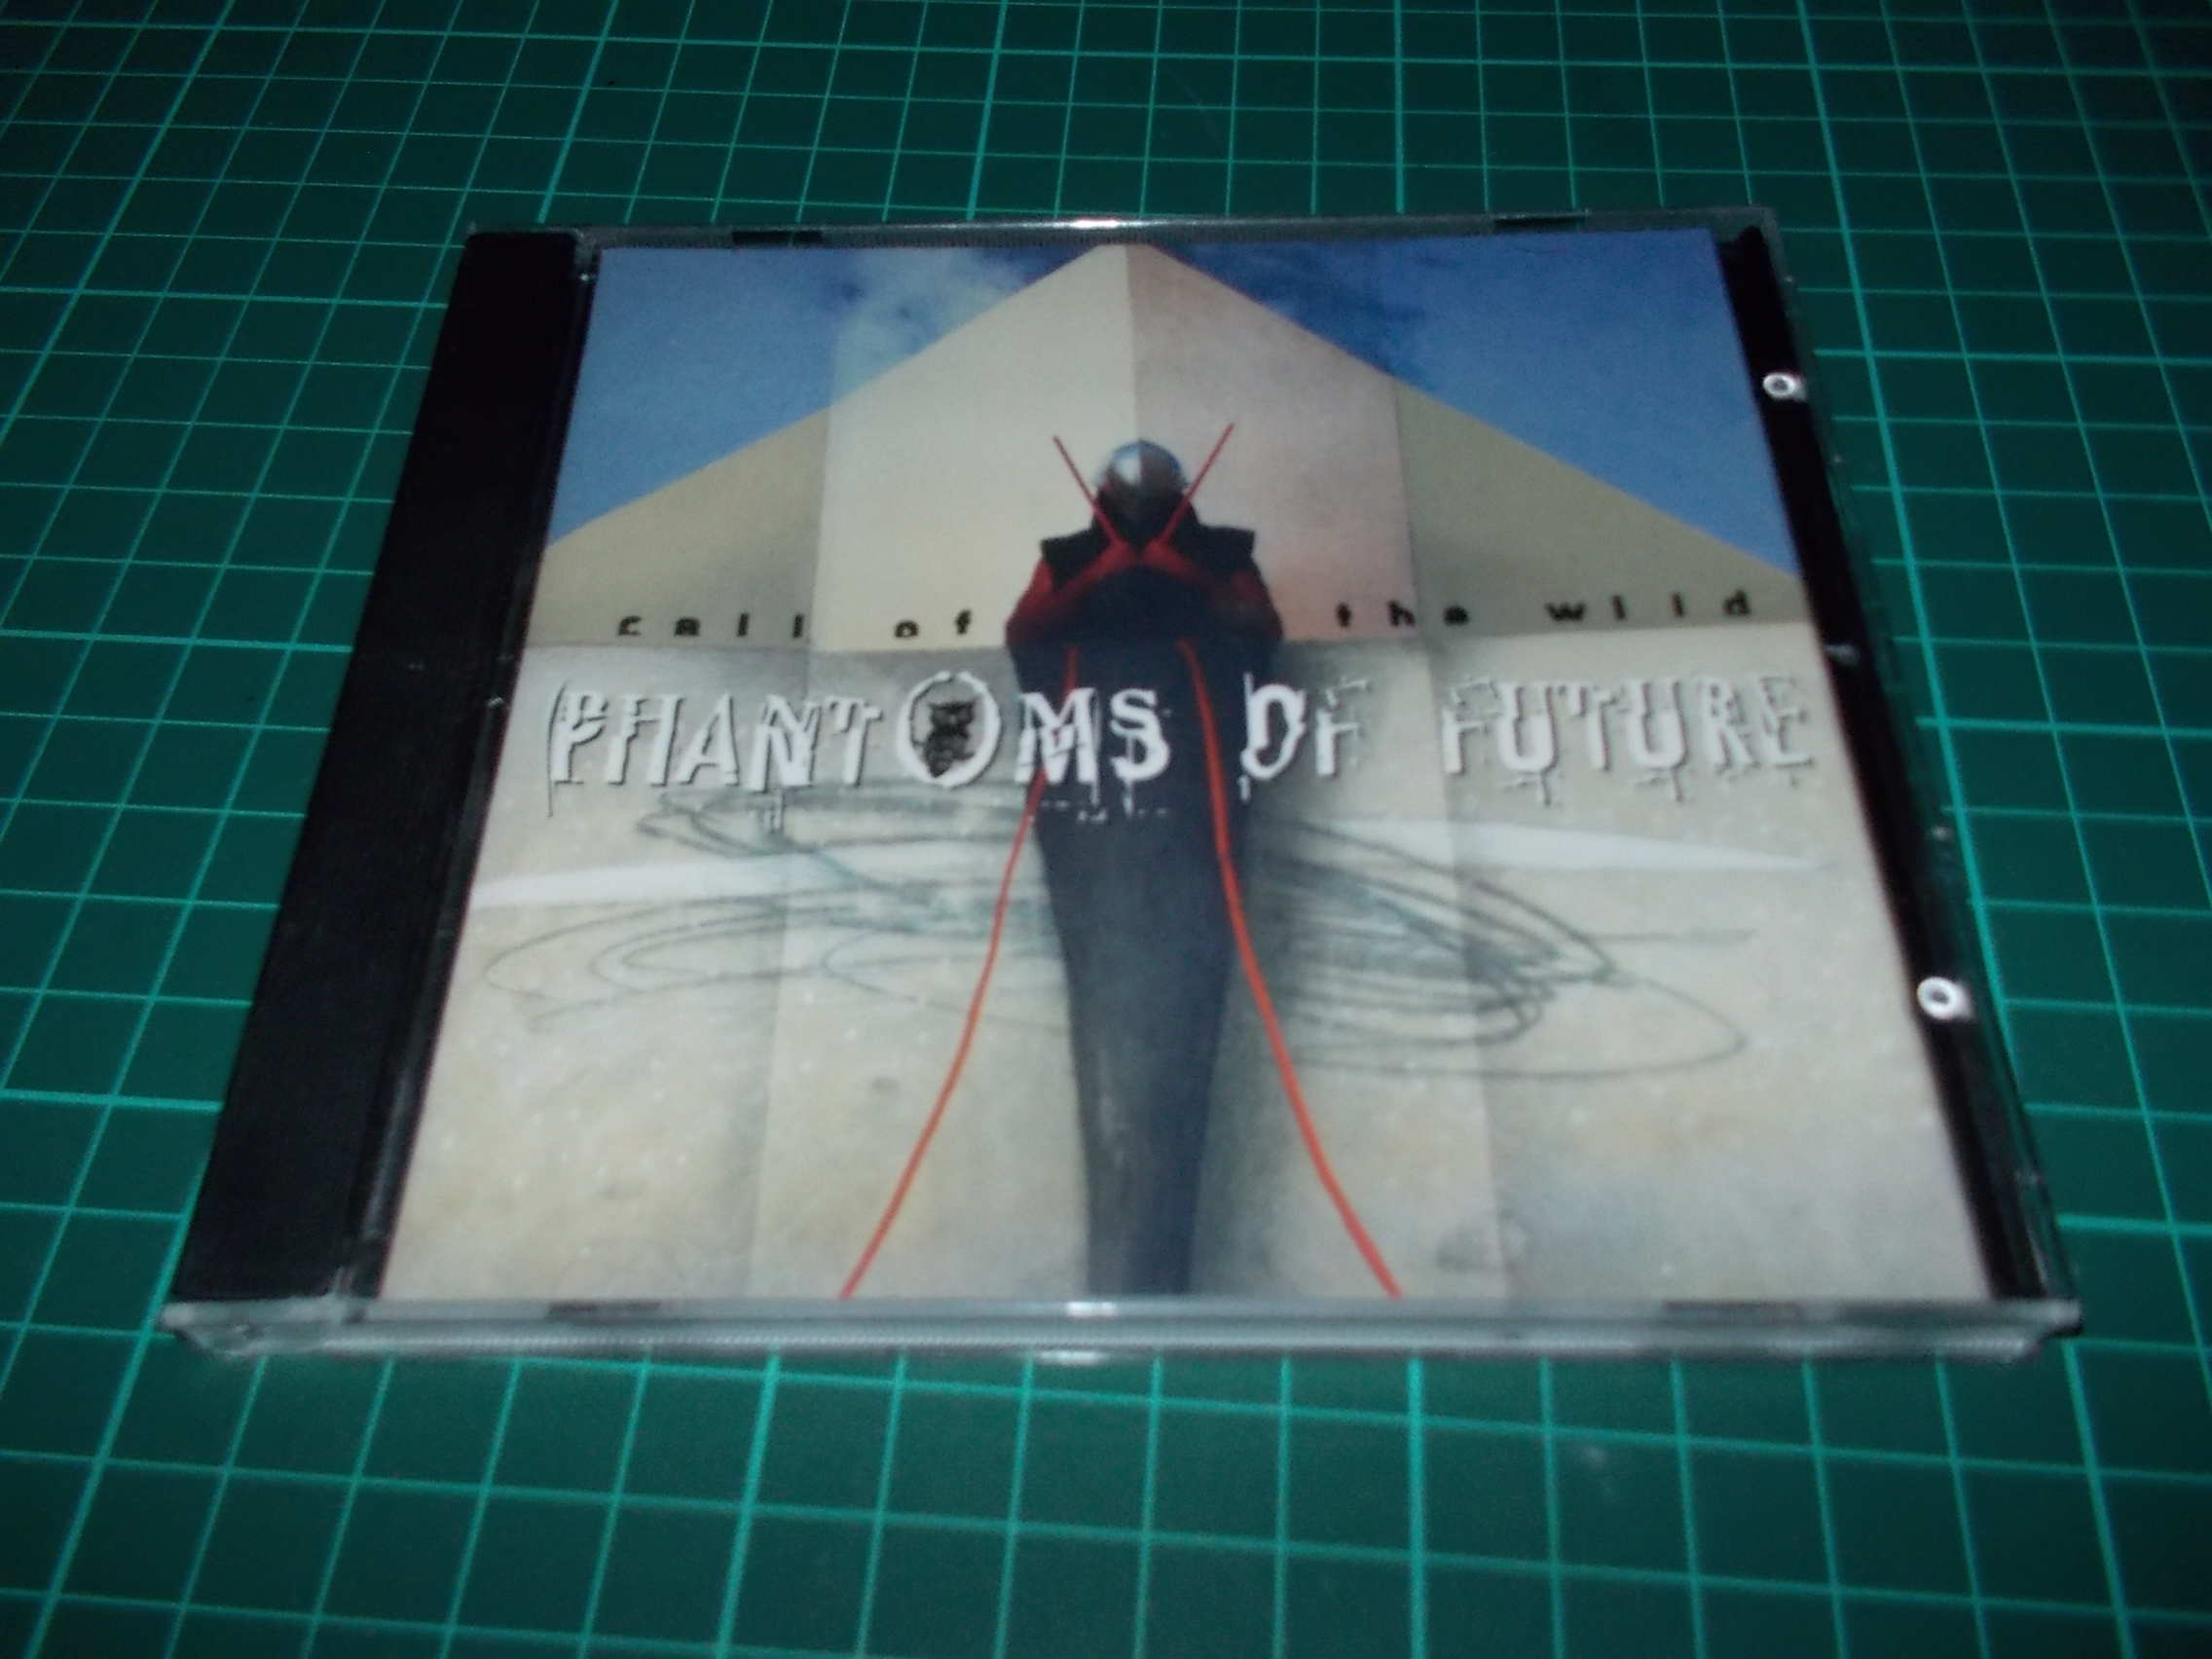 call of the wild
PHANTOMS OF FUTURE